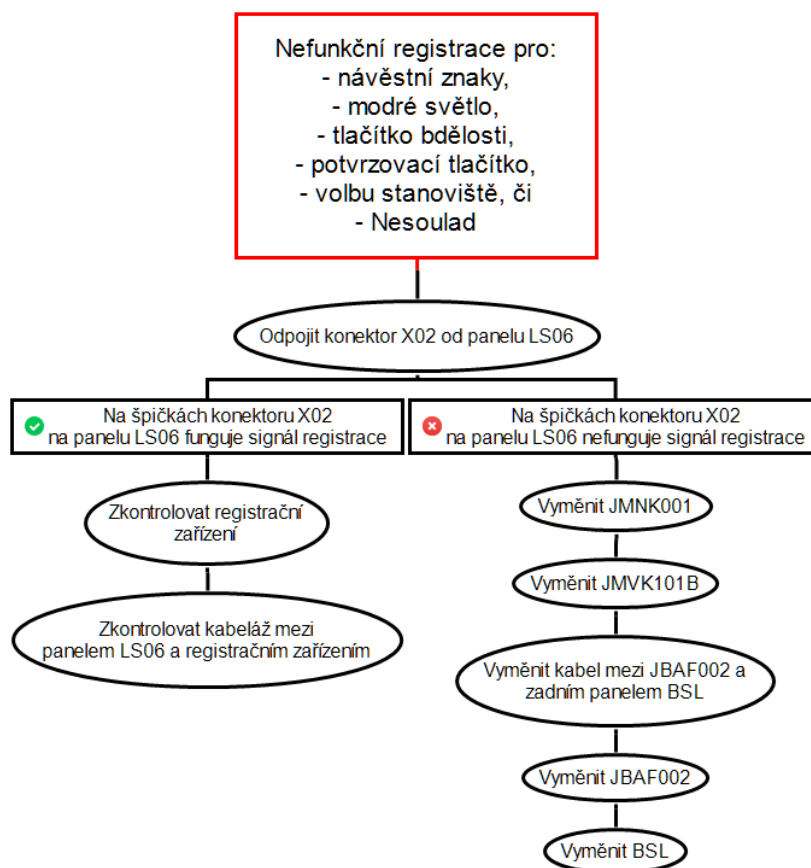 Nefunkční registrace pro:
- návěstní znaky,
- modré světlo,
- tlačítko bdělosti,
- potvrzovací tlačítko,
- volbu stanoviště, či
- Nesoulad
Odpojit konektor X02 od panelu LS06
Na špičkách konektoru X02
na panelu LS06 funguje signál registrace
Na špičkách konektoru X02
na panelu LS06 nefunguje signál registrace
Zkontrolovat registrační
zařízení
Zkontrolovat kabeláž mezi
panelem LS06 a registračním zařízením
Vyměnit JMNK001
Vyměnit JMVK101B
Vyměnit kabel mezi JBAF002 a
zadním panelem BSL
Vyměnit JBAF002
Vyměnit BSL